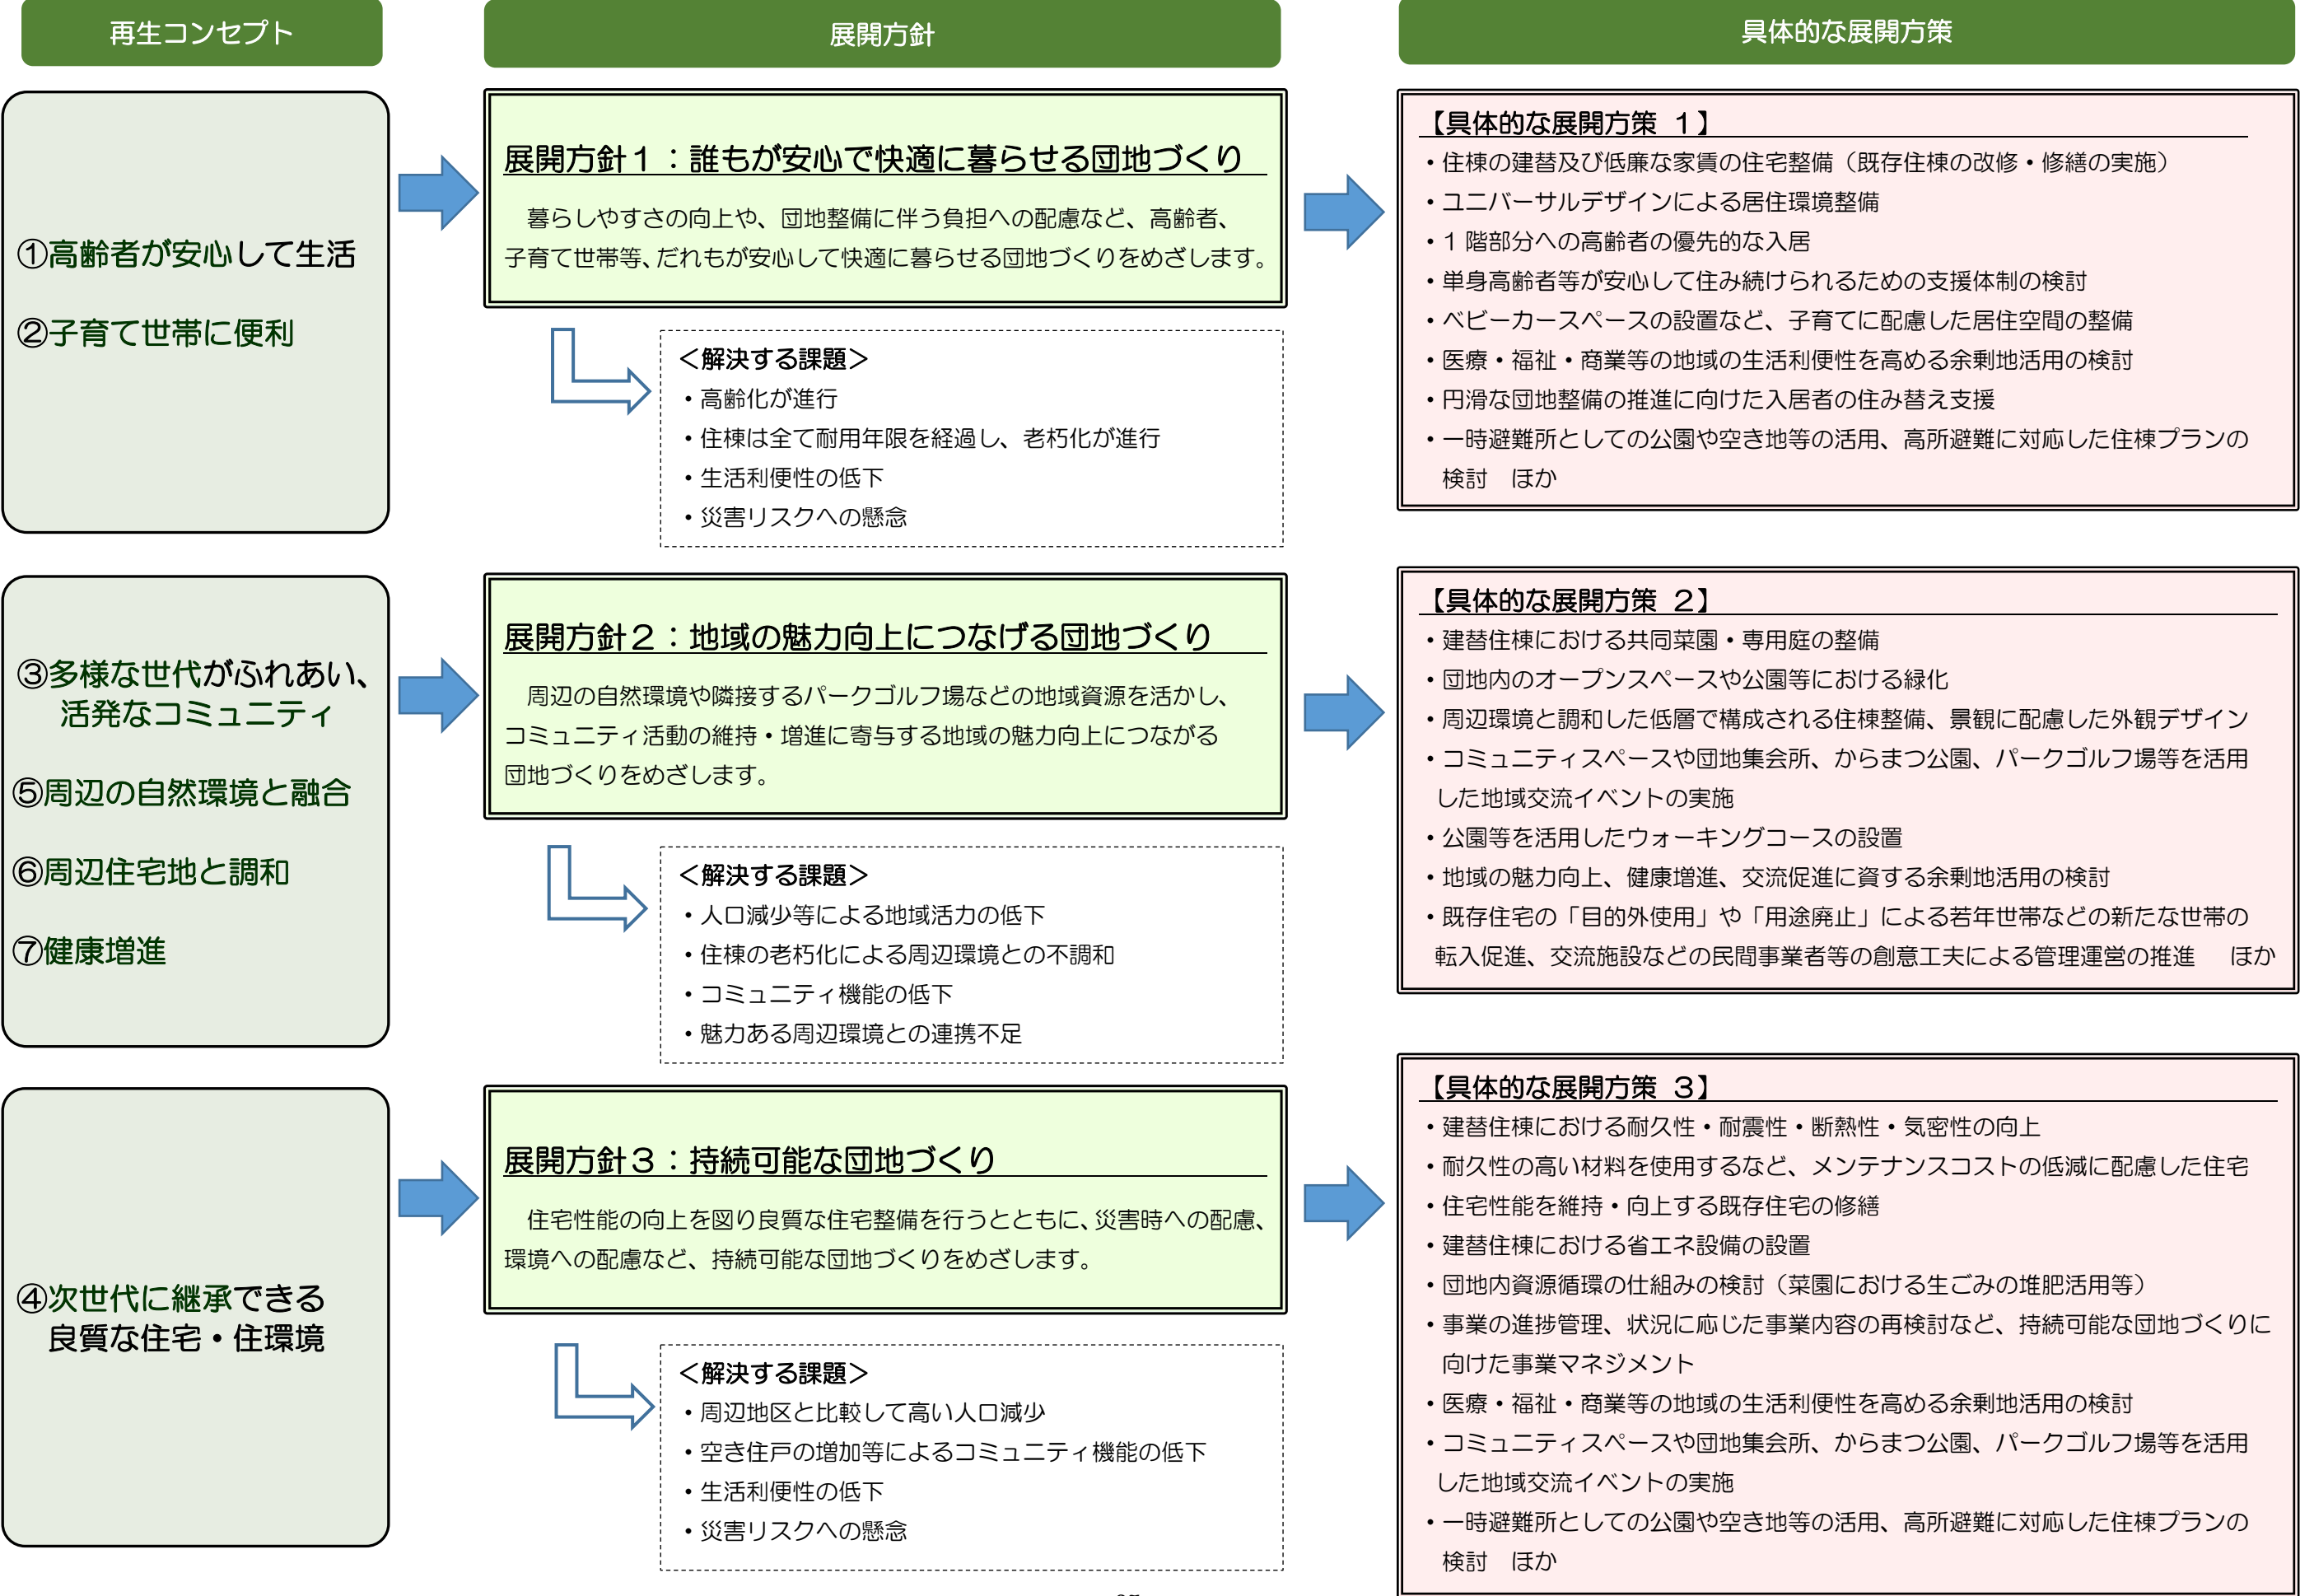 再生コンセプト
展開方針
具体的な展開方策
①高齢者が安心して生活
②子育て世帯に便利
展開方針１：誰もが安心で快適に暮らせる団地づくり
暮らしやすさの向上や、団地整備に伴う負担への配慮など、高齢者、
子育て世帯等、だれもが安心して快適に暮らせる団地づくりをめざします。
＜解決する課題＞
・高齢化が進行
・住棟は全て耐用年限を経過し、老朽化が進行
・生活利便性の低下
・災害リスクへの懸念
【具体的な展開方策 １】
・住棟の建替及び低廉な家賃の住宅整備（既存住棟の改修・修繕の実施）
・ユニバーサルデザインによる居住環境整備
・1 階部分への高齢者の優先的な入居
・単身高齢者等が安心して住み続けられるための支援体制の検討
・ベビーカースペースの設置など、子育てに配慮した居住空間の整備
・医療・福祉・商業等の地域の生活利便性を高める余剰地活用の検討
・円滑な団地整備の推進に向けた入居者の住み替え支援
・一時避難所としての公園や空き地等の活用、高所避難に対応した住棟プランの
検討　ほか
③多様な世代がふれあい、
活発なコミュニティ
⑤周辺の自然環境と融合
⑥周辺住宅地と調和
⑦健康増進
展開方針２：地域の魅力向上につなげる団地づくり
周辺の自然環境や隣接するパークゴルフ場などの地域資源を活かし、
コミュニティ活動の維持・増進に寄与する地域の魅力向上につながる
団地づくりをめざします。
＜解決する課題＞
・人口減少等による地域活力の低下
・住棟の老朽化による周辺環境との不調和
・コミュニティ機能の低下
・魅力ある周辺環境との連携不足
【具体的な展開方策 ２】
・建替住棟における共同菜園・専用庭の整備
・団地内のオープンスペースや公園等における緑化
・周辺環境と調和した低層で構成される住棟整備、景観に配慮した外観デザイン
・コミュニティスペースや団地集会所、からまつ公園、パークゴルフ場等を活用
した地域交流イベントの実施
・公園等を活用したウォーキングコースの設置
・地域の魅力向上、健康増進、交流促進に資する余剰地活用の検討
・既存住宅の「目的外使用」や「用途廃止」による若年世帯などの新たな世帯の
転入促進、交流施設などの民間事業者等の創意工夫による管理運営の推進　ほか
④次世代に継承できる
良質な住宅・住環境
展開方針３：持続可能な団地づくり
住宅性能の向上を図り良質な住宅整備を行うとともに、災害時への配慮、
環境への配慮など、持続可能な団地づくりをめざします。
＜解決する課題＞
・周辺地区と比較して高い人口減少
・空き住戸の増加等によるコミュニティ機能の低下
・生活利便性の低下
・災害リスクへの懸念
【具体的な展開方策 ３】
・建替住棟における耐久性・耐震性・断熱性・気密性の向上
・耐久性の高い材料を使用するなど、メンテナンスコストの低減に配慮した住宅
・住宅性能を維持・向上する既存住宅の修繕
・建替住棟における省エネ設備の設置
・団地内資源循環の仕組みの検討（菜園における生ごみの堆肥活用等）
・事業の進捗管理、状況に応じた事業内容の再検討など、持続可能な団地づくりに
向けた事業マネジメント
・医療・福祉・商業等の地域の生活利便性を高める余剰地活用の検討
・コミュニティスペースや団地集会所、からまつ公園、パークゴルフ場等を活用
した地域交流イベントの実施
・一時避難所としての公園や空き地等の活用、高所避難に対応した住棟プランの
検討　ほか